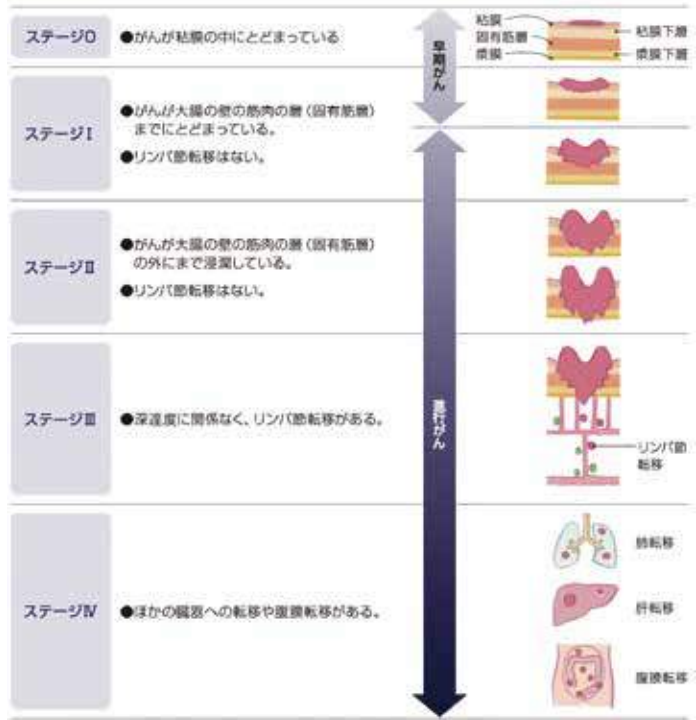 ステージ0
●がんが粘膜の中にとどまっている
早期がん
粘膜
固有筋層
漿膜
粘膜下層
漿膜下層
ステージI
●がんが大腸の壁の筋肉の層(固有筋層)
までにとどまっている。
●リンパ節転移はない。
ステージII
●がんが大腸の壁の筋肉の層(固有筋層)
の外にまで浸潤している。
●リンパ節転移はない。
進行がん
ステージIII
●深達度に関係なく、リンパ節転移がある。
リンパ節
転移
ステージIV
●ほかの臓器への転移や腹膜転移がある。
肺転移
肝転移
腹膜転移